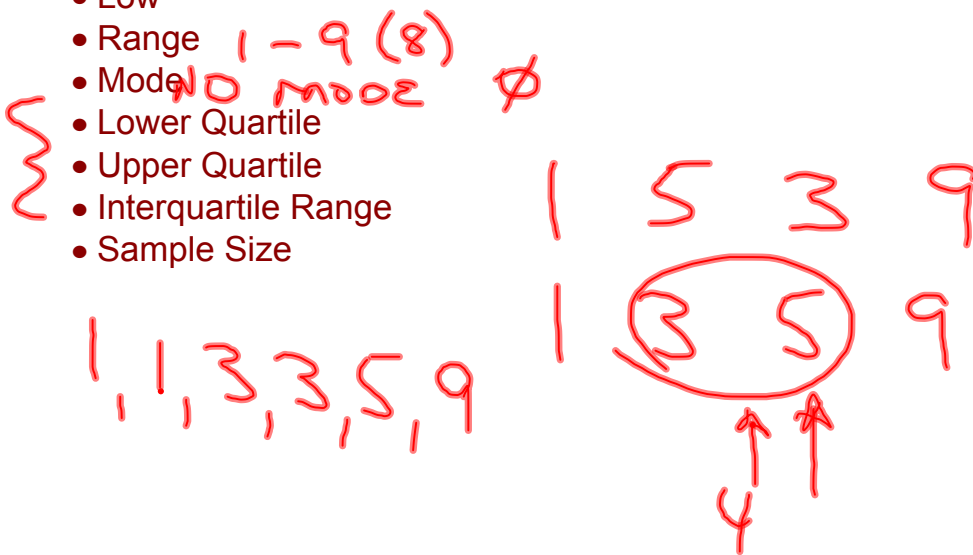 • Low
• Range 1 - 9 (8)
• Mode NO MODE ∅
• Lower Quartile
• Upper Quartile
• Interquartile Range
• Sample Size
1 5 3 9
1 3 5 9
1, 1, 3, 3, 5, 9
4